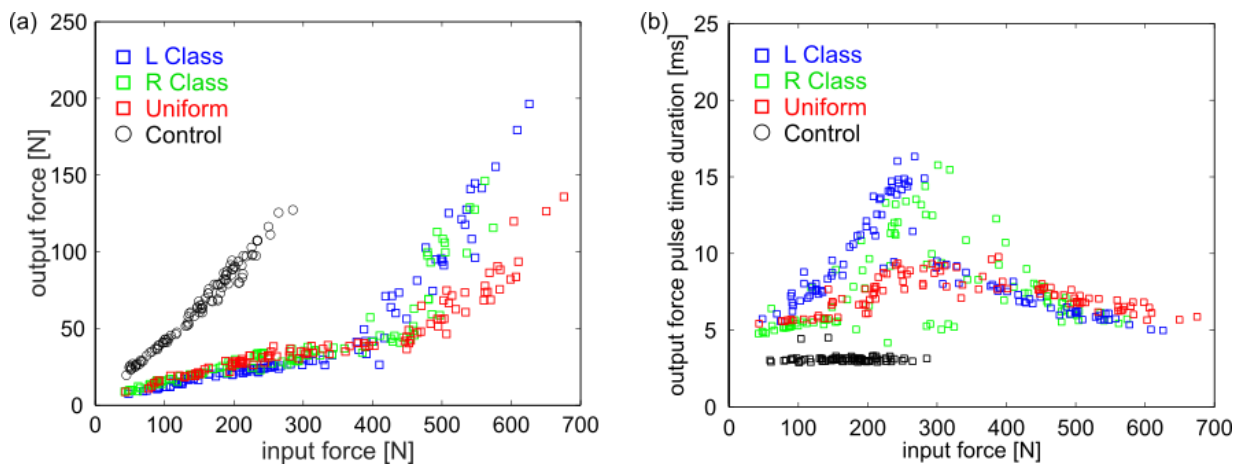 (a)
250
200
150
100
50
0
output force [N]
L Class
R Class
Uniform
Control
0 100 200 300 400 500 600 700
input force [N]
(b)
25
20
15
10
5
0
output force pulse time duration [ms]
L Class
R Class
Uniform
Control
0 100 200 300 400 500 600 700
input force [N]